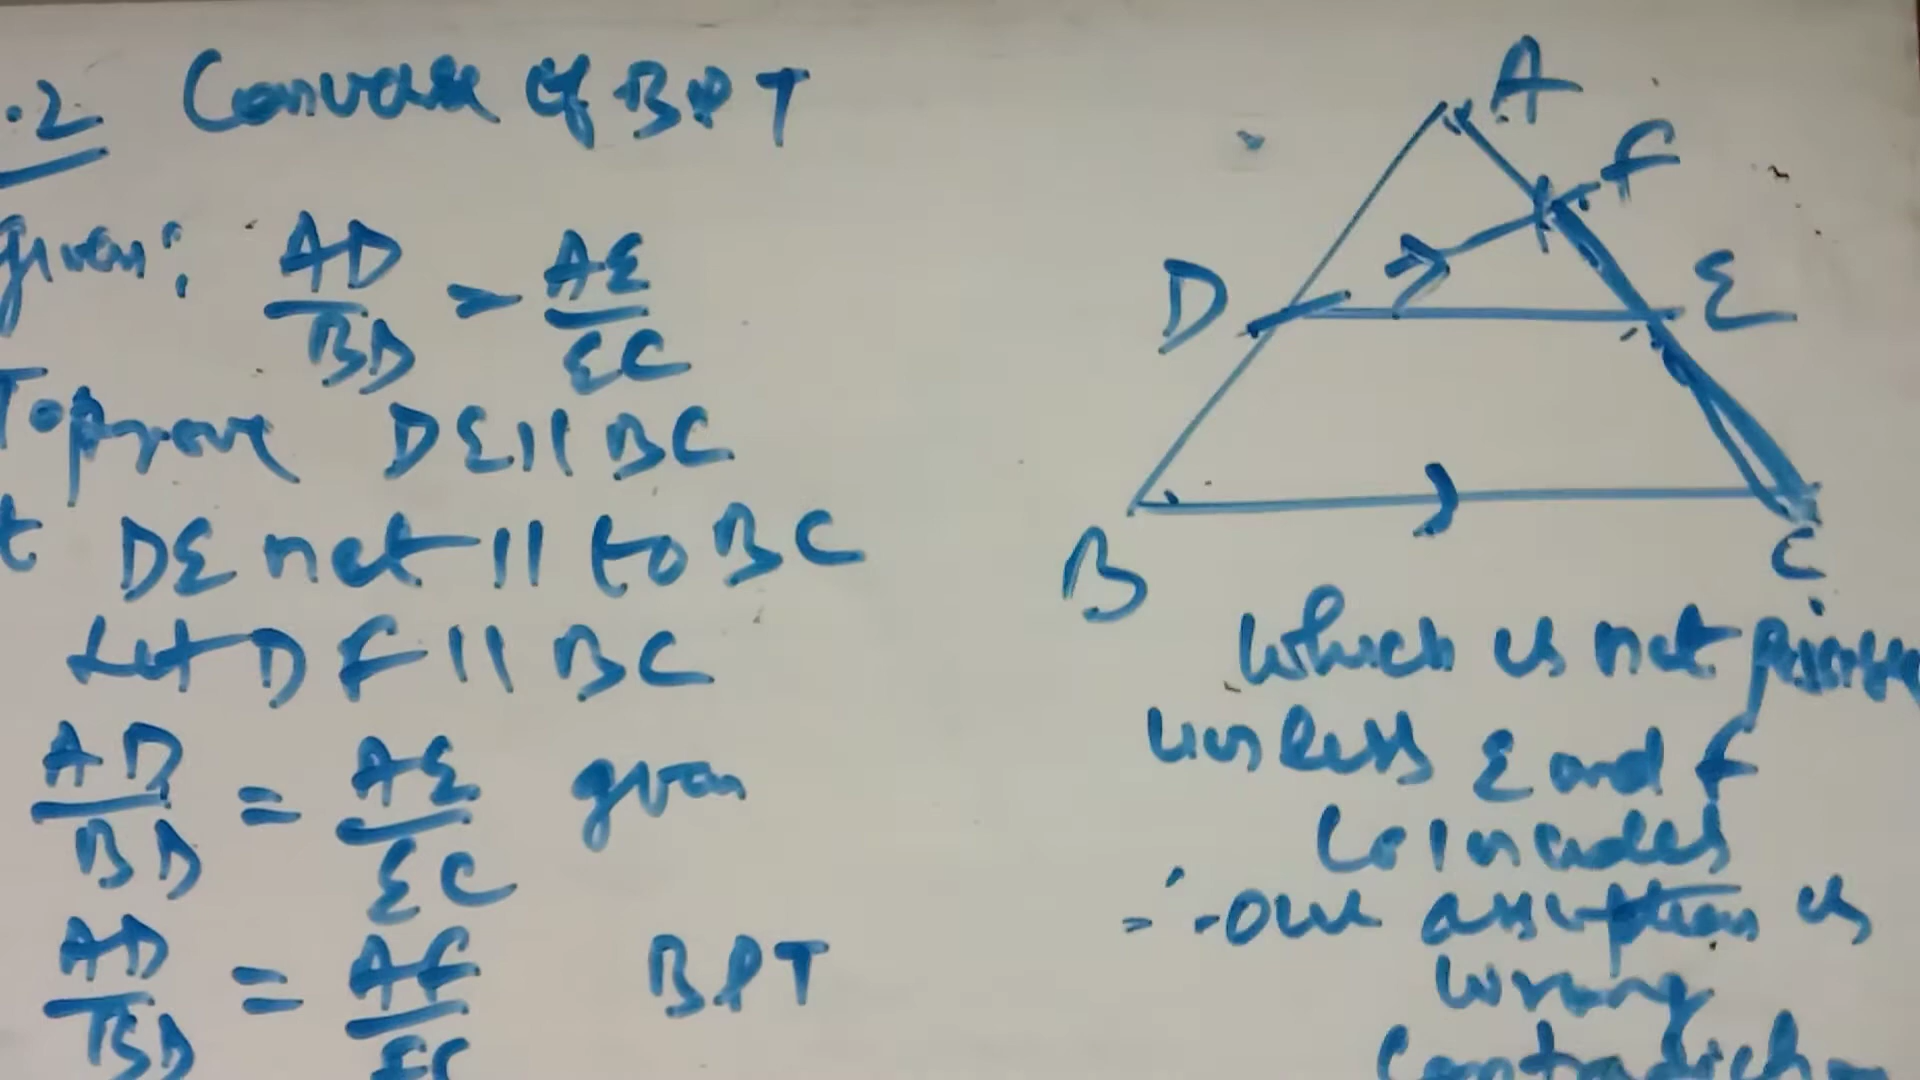 .2 Converse of BPT
given: AD/BD = AE/EC
To prove DE || BC
t DE not || to BC
Let DF || BC
AD/BD = AE/EC given
AD/BD = AF/FC BPT
A
F
D
E
B
C
which is not possible
unless E and F
Coincides
∴ our assumption is
wrong
Contradiction